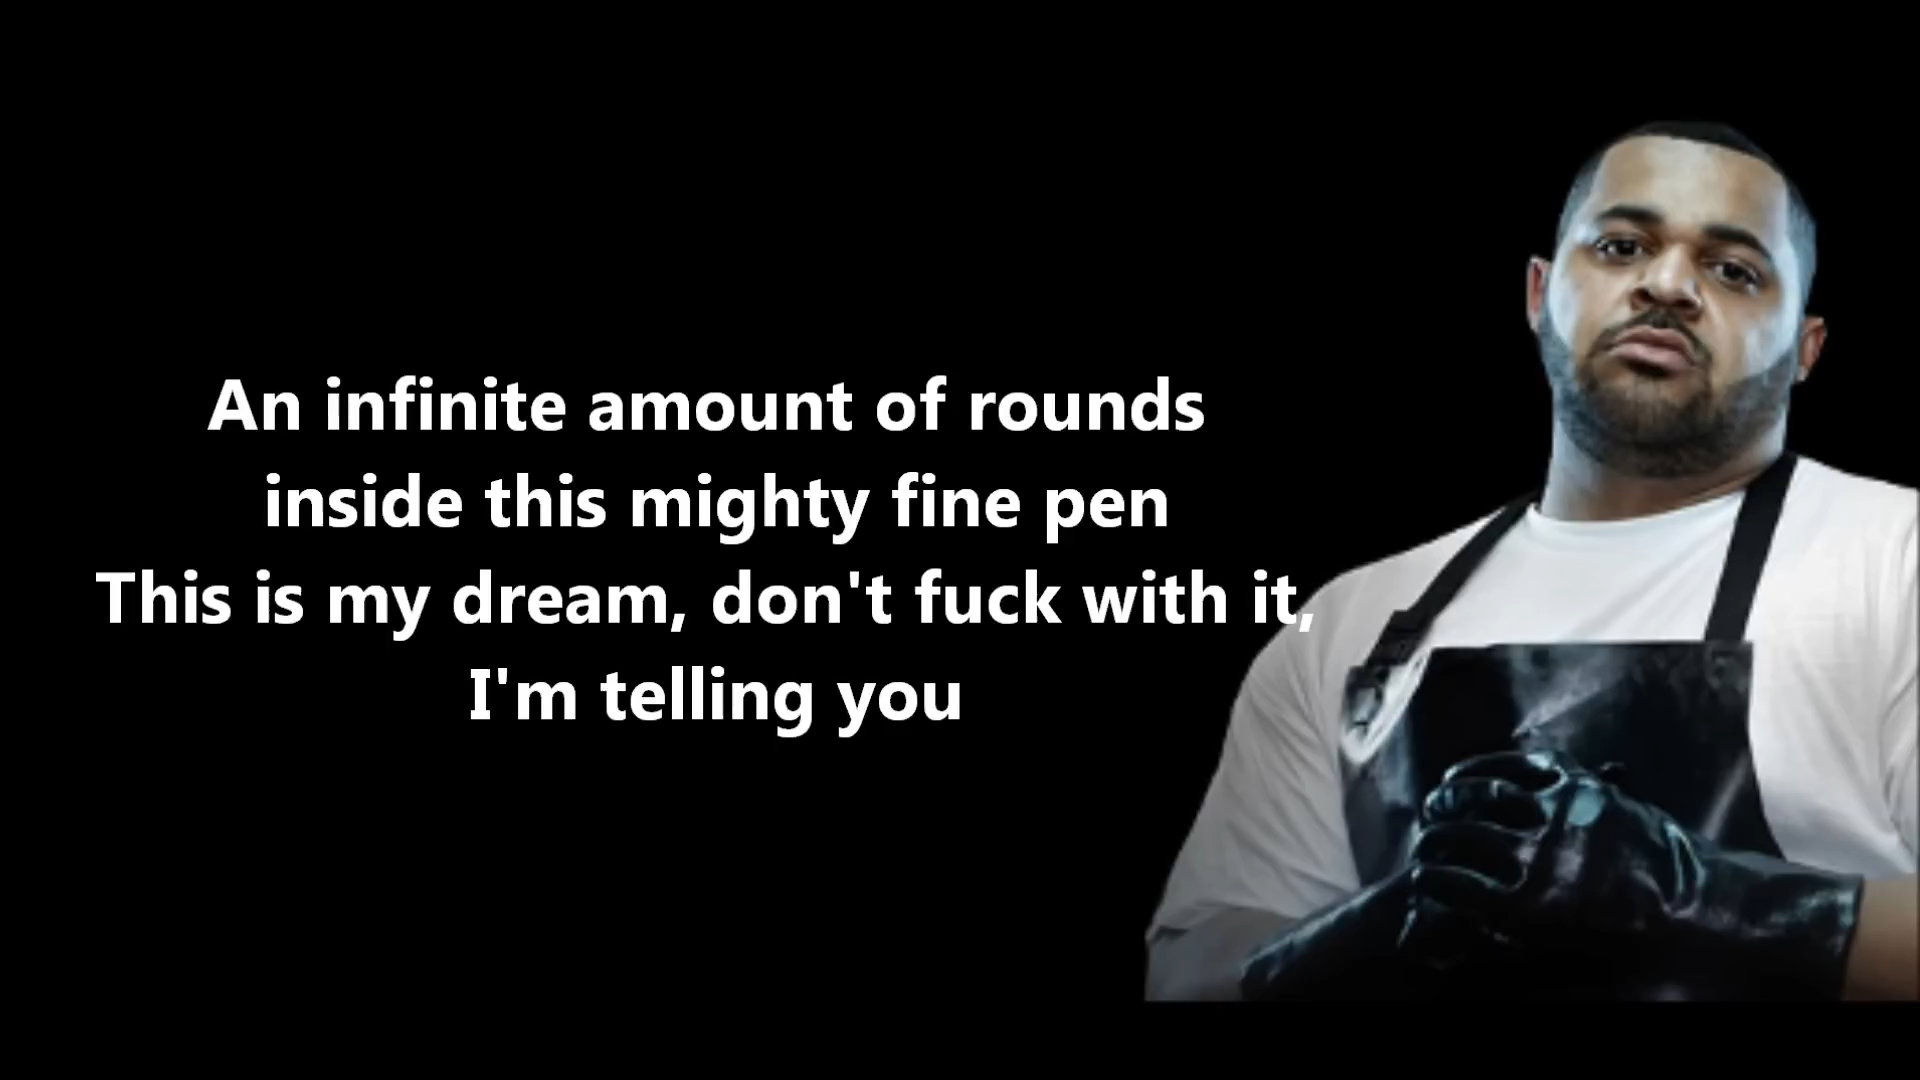 An infinite amount of rounds
inside this mighty fine pen
This is my dream, don't fuck with it,
I'm telling you